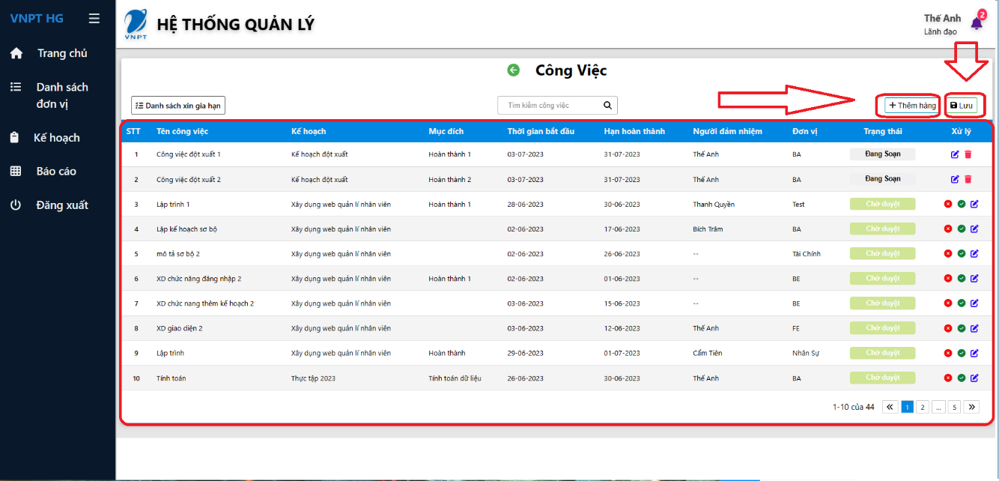 VNPT HG
VNPT
HỆ THỐNG QUẢN LÝ
Thế Anh
2
Lãnh đạo
Trang chủ
Danh sách
đơn vị
Kế hoạch
Báo cáo
Đăng xuất
Công Việc
Danh sách xin gia hạn
Tìm kiếm công việc
+ Thêm hàng
Lưu
STT Tên công việc Kế hoạch Mục đích Thời gian bắt đầu Hạn hoàn thành Người đảm nhiệm Đơn vị Trạng thái Xử lý
1 Công việc đột xuất 1 Kế hoạch đột xuất Hoàn thành 1 03-07-2023 31-07-2023 Thế Anh BA Đang Soạn
2 Công việc đột xuất 2 Kế hoạch đột xuất Hoàn thành 2 03-07-2023 31-07-2023 Thế Anh BA Đang Soạn
3 Lập trình 1 Xây dựng web quản lí nhân viên Hoàn thành 1 28-06-2023 30-06-2023 Thanh Quyền Test Chờ duyệt
4 Lập kế hoạch sơ bộ Xây dựng web quản lí nhân viên 02-06-2023 17-06-2023 Bích Trâm BA Chờ duyệt
5 mô tả sơ bộ 2 Xây dựng web quản lí nhân viên 02-06-2023 26-06-2023 -- Tài Chính Chờ duyệt
6 XD chức năng đăng nhập 2 Xây dựng web quản lí nhân viên Hoàn thành 1 02-06-2023 01-06-2023 -- BE Chờ duyệt
7 XD chức nang thêm kế hoạch 2 Xây dựng web quản lí nhân viên 03-06-2023 15-06-2023 -- BE Chờ duyệt
8 XD giao diện 2 Xây dựng web quản lí nhân viên 03-06-2023 12-06-2023 Thế Anh FE Chờ duyệt
9 Lập trình Xây dựng web quản lí nhân viên Hoàn thành 29-06-2023 01-07-2023 Cẩm Tiên Nhân Sự Chờ duyệt
10 Tính toán Thực tập 2023 Tính toán dữ liệu 26-06-2023 30-06-2023 Thế Anh BA Chờ duyệt
1-10 của 44 « 1 2 ... 5 »